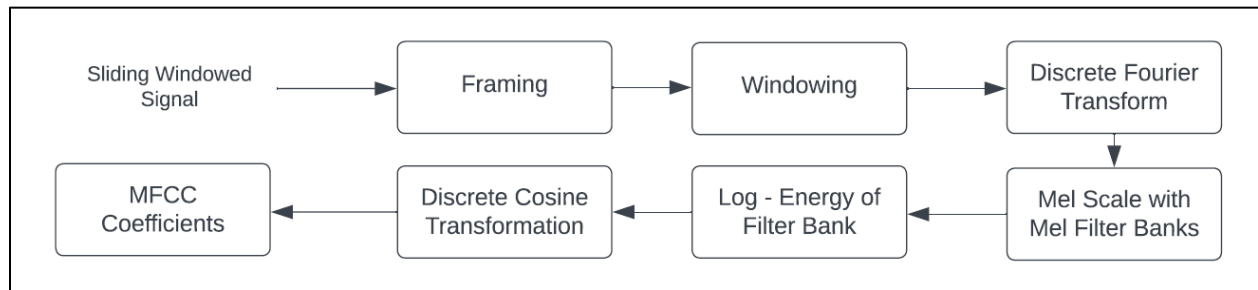 Sliding Windowed
Signal
Framing
Windowing
Discrete Fourier
Transform
Mel Scale with
Mel Filter Banks
Log - Energy of
Filter Bank
Discrete Cosine
Transformation
MFCC
Coefficients